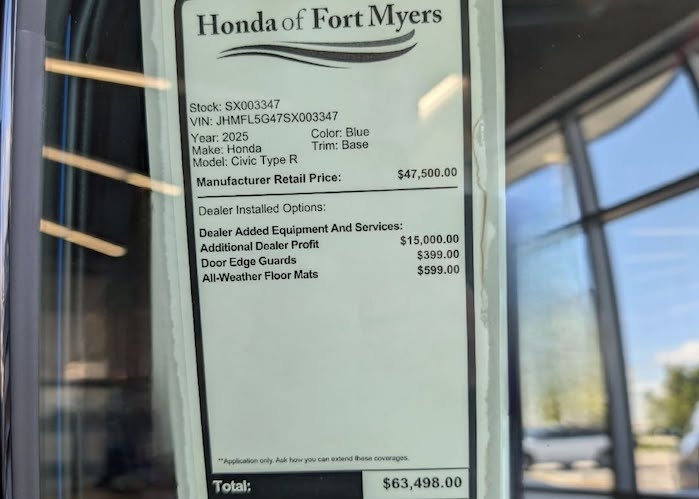 Honda of Fort Myers
Stock: SX003347
VIN: JHMFL5G47SX003347
Year: 2025 Color: Blue
Make: Honda Trim: Base
Model: Civic Type R
Manufacturer Retail Price: $47,500.00
Dealer Installed Options:
Dealer Added Equipment And Services:
Additional Dealer Profit $15,000.00
Door Edge Guards $399.00
All-Weather Floor Mats $599.00
**Application only. Ask how you can extend these coverages.
Total: $63,498.00